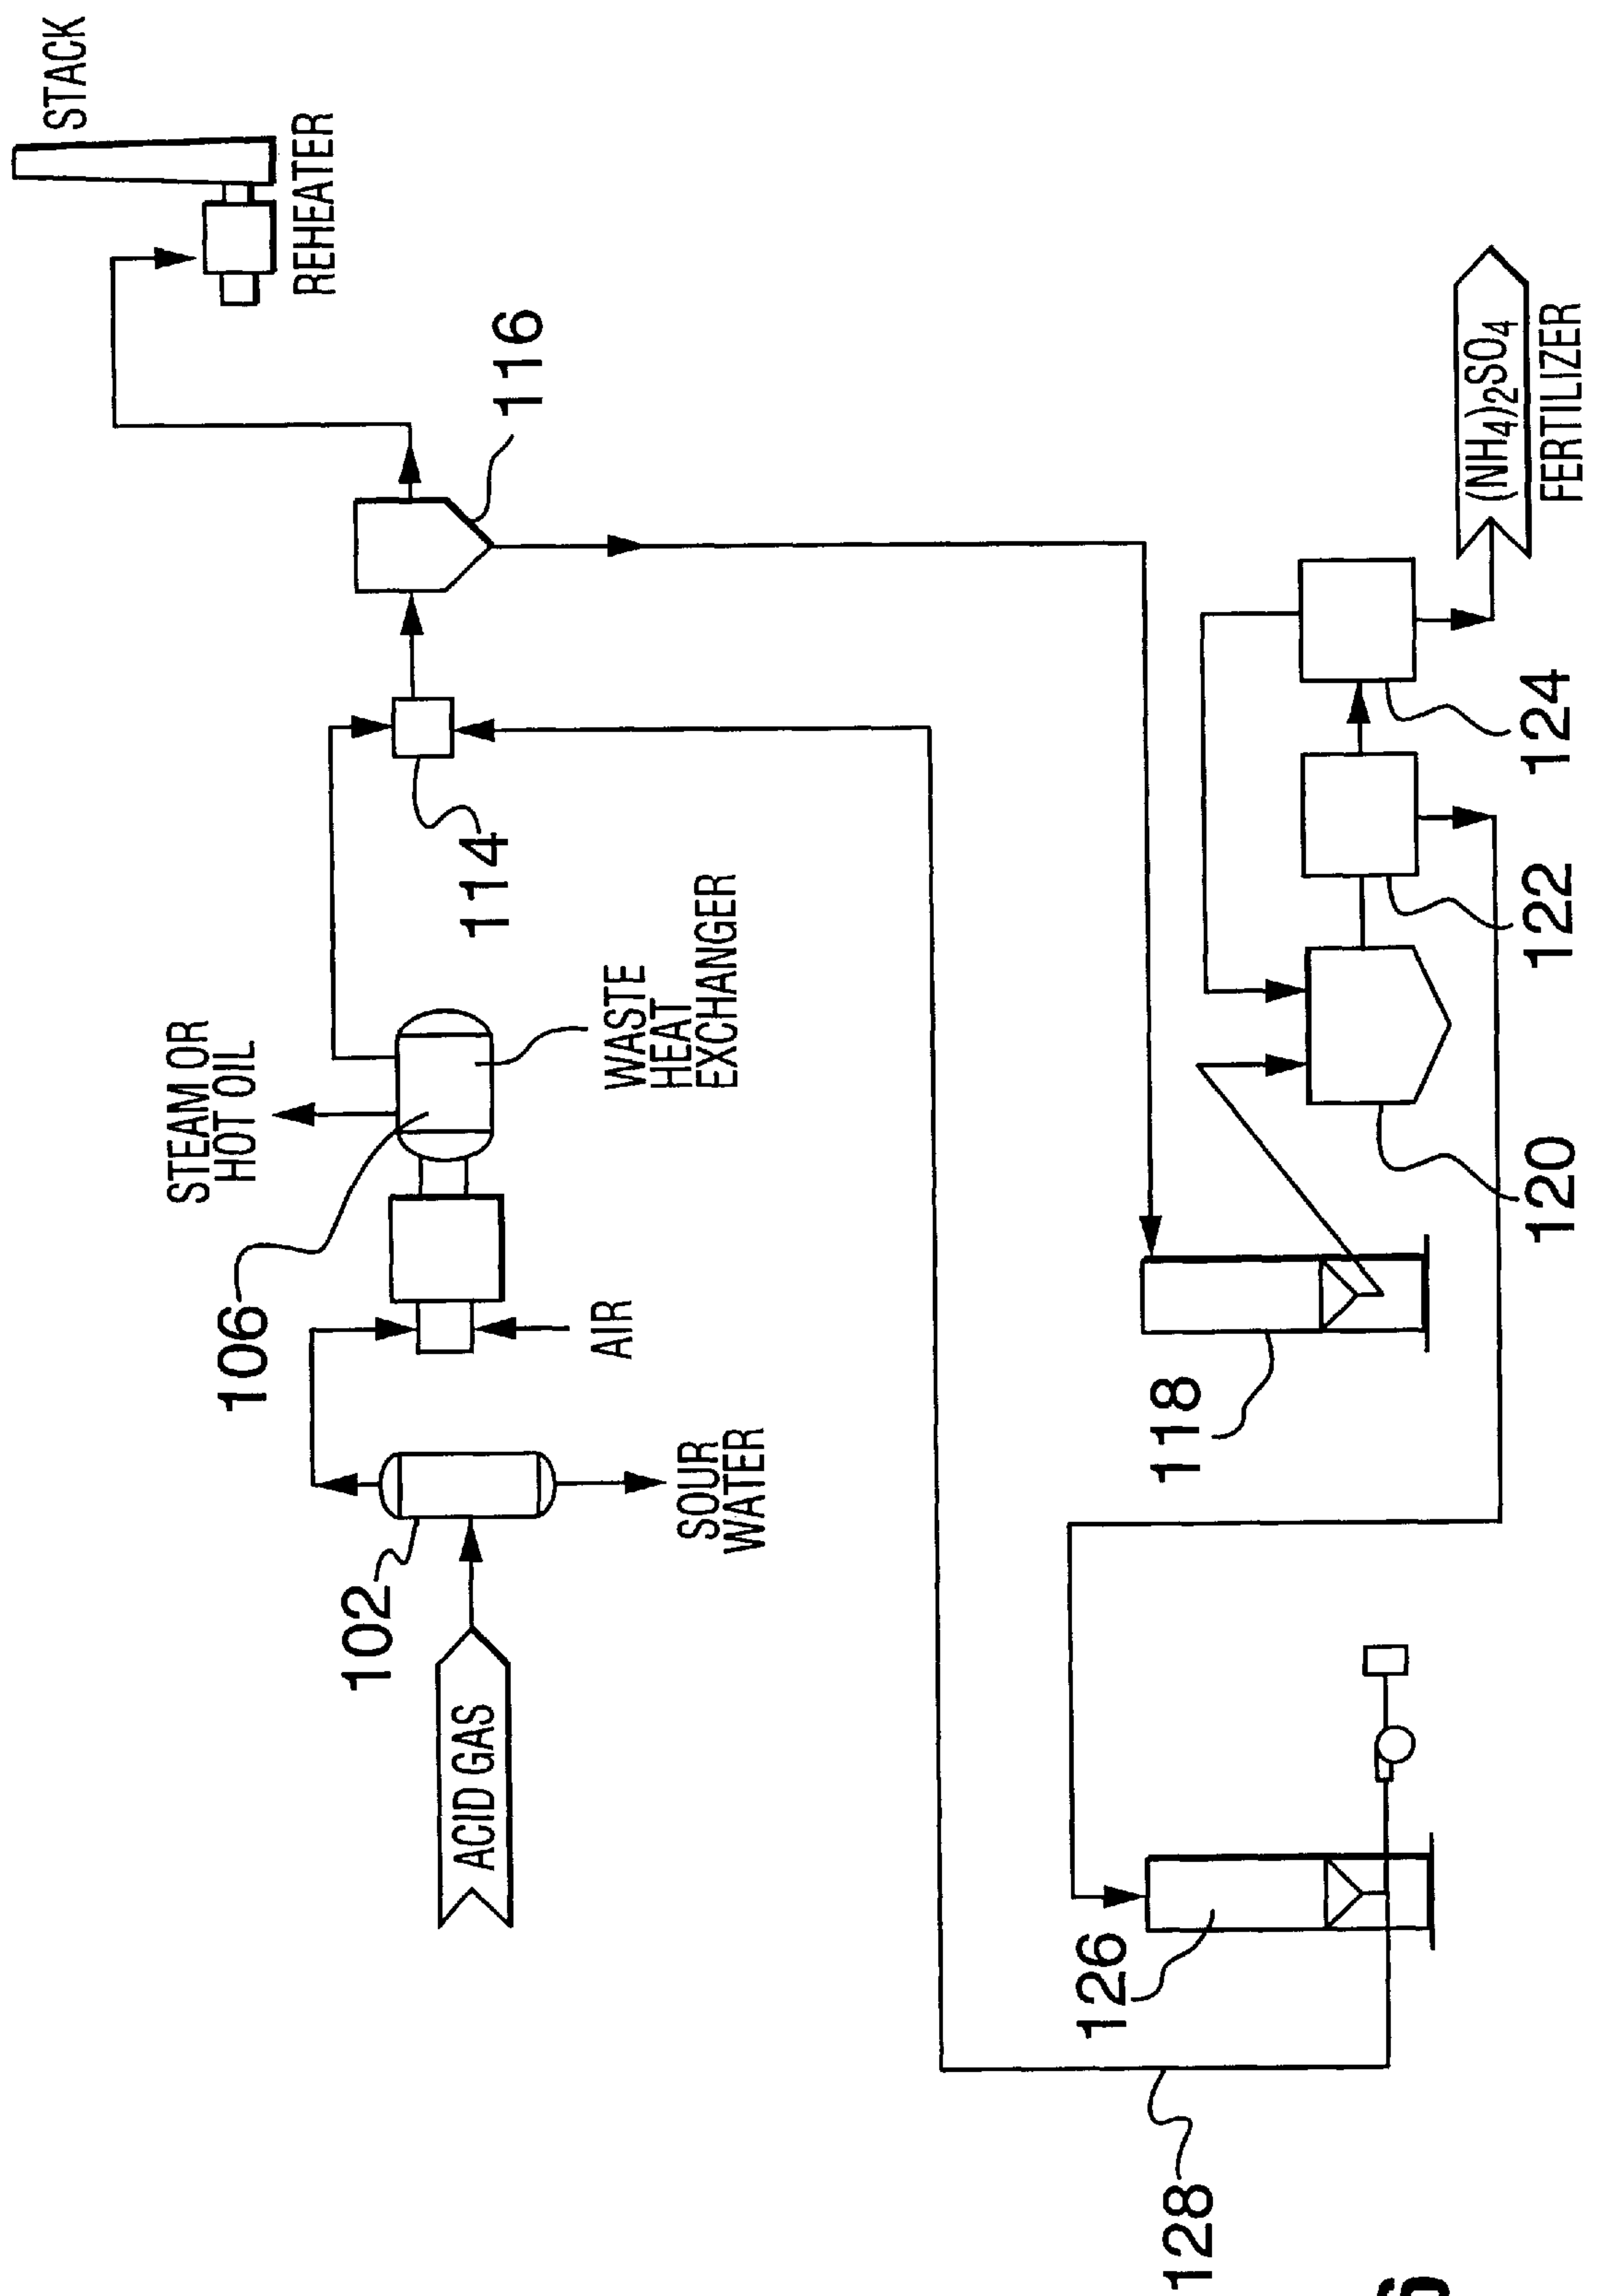 STACK
REHEATER
116
STEAM OR
HOT OIL
114
106
WASTE
HEAT
EXCHANGER
AIR
102
SOUR
WATER
ACID GAS
(NH4)2SO4
FERTILIZER
124
122
120
118
126
128